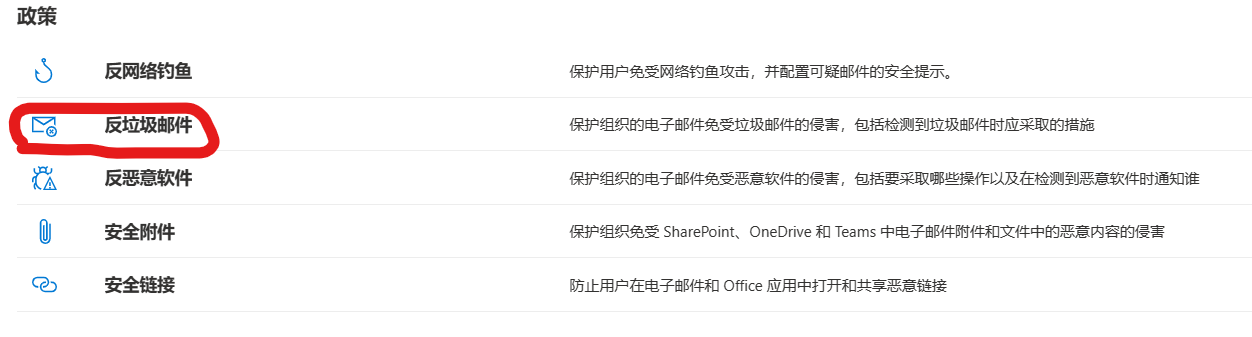 政策
反网络钓鱼 保护用户免受网络钓鱼攻击，并配置可疑邮件的安全提示。
反垃圾邮件 保护组织的电子邮件免受垃圾邮件的侵害，包括检测到垃圾邮件时应采取的措施
反恶意软件 保护组织的电子邮件免受恶意软件的侵害，包括要采取哪些操作以及在检测到恶意软件时通知谁
安全附件 保护组织免受 SharePoint、OneDrive 和 Teams 中电子邮件附件和文件中的恶意内容的侵害
安全链接 防止用户在电子邮件和 Office 应用中打开和共享恶意链接